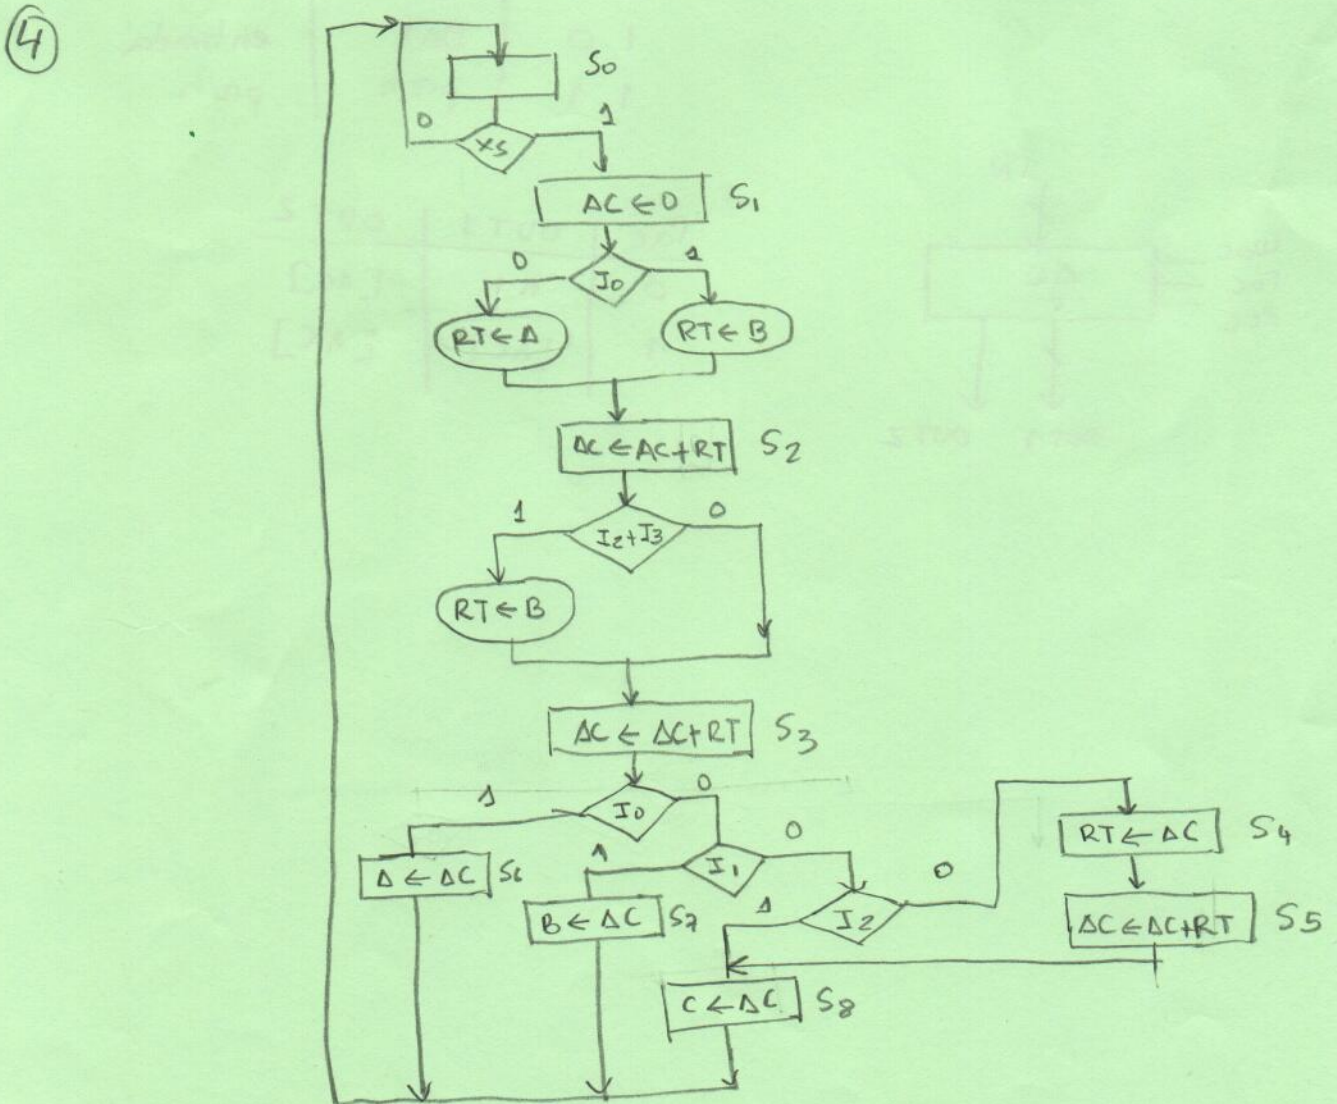 4
S0
0
1
XS
AC ← 0 S1
0 1
I0
RT ← A RT ← B
AC ← AC+RT S2
1 0
I2+I3
RT ← B
AC ← AC+RT S3
1 0
I0
0
RT ← AC S4
1
I1
0
A ← AC S6
1
I2
B ← AC S7
AC ← AC+RT S5
C ← AC S8